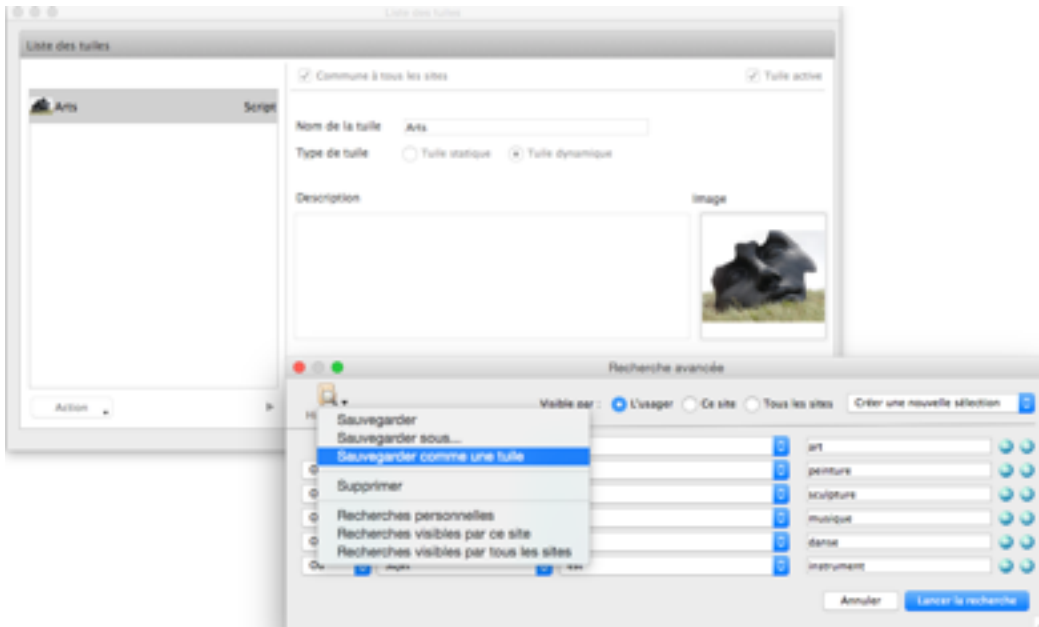 Liste des tuiles
Liste des tuiles
Commune à tous les sites
Tuile active
Arts Script
Nom de la tuile Arts
Type de tuile Tuile statique Tuile dynamique
Description
Image
Action
Recherche avancée
Visible par : L'usager Ce site Tous les sites Créer une nouvelle sélection
Sauvegarder
Sauvegarder sous...
Sauvegarder comme une tuile
Supprimer
Recherches personnelles
Recherches visibles par ce site
Recherches visibles par tous les sites
art
peinture
sculpture
musique
danse
Ou Sujet est instrument
Annuler Lancer la recherche